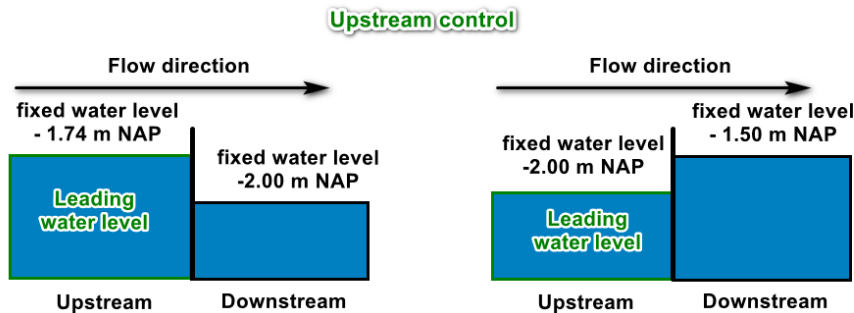 Upstream control
Flow direction
fixed water level
- 1.74 m NAP
fixed water level
-2.00 m NAP
Leading
water level
Upstream
Downstream
Flow direction
fixed water level
- 1.50 m NAP
fixed water level
-2.00 m NAP
Leading
water level
Upstream
Downstream